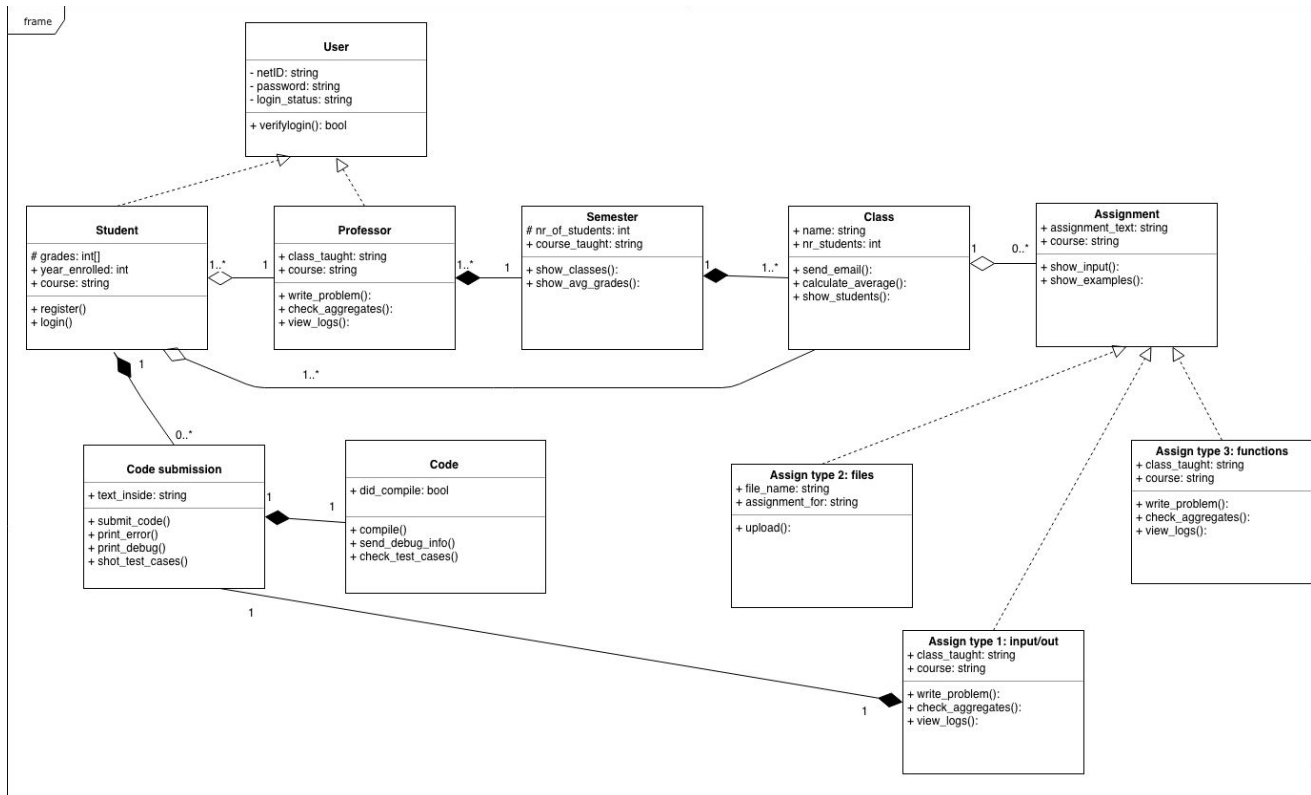 frame
User
- netID: string
- password: string
- login_status: string
+ verifylogin(): bool
Student
# grades: int[]
+ year_enrolled: int
+ course: string
+ register()
+ login()
1..*
1
Professor
+ class_taught: string
+ course: string
+ write_problem():
+ check_aggregates():
+ view_logs():
1..*
1
Semester
# nr_of_students: int
+ course_taught: string
+ show_classes():
+ show_avg_grades():
1
1..*
Class
+ name: string
+ nr_students: int
+ send_email():
+ calculate_average():
+ show_students():
1
0..*
Assignment
+ assignment_text: string
+ course: string
+ show_input():
+ show_examples():
1
1..*
0..*
Code submission
+ text_inside: string
+ submit_code()
+ print_error()
+ print_debug()
+ shot_test_cases()
1
1
Code
+ did_compile: bool
+ compile()
+ send_debug_info()
+ check_test_cases()
Assign type 2: files
+ file_name: string
+ assignment_for: string
+ upload():
Assign type 3: functions
+ class_taught: string
+ course: string
+ write_problem():
+ check_aggregates():
+ view_logs():
1
1
Assign type 1: input/out
+ class_taught: string
+ course: string
+ write_problem():
+ check_aggregates():
+ view_logs():